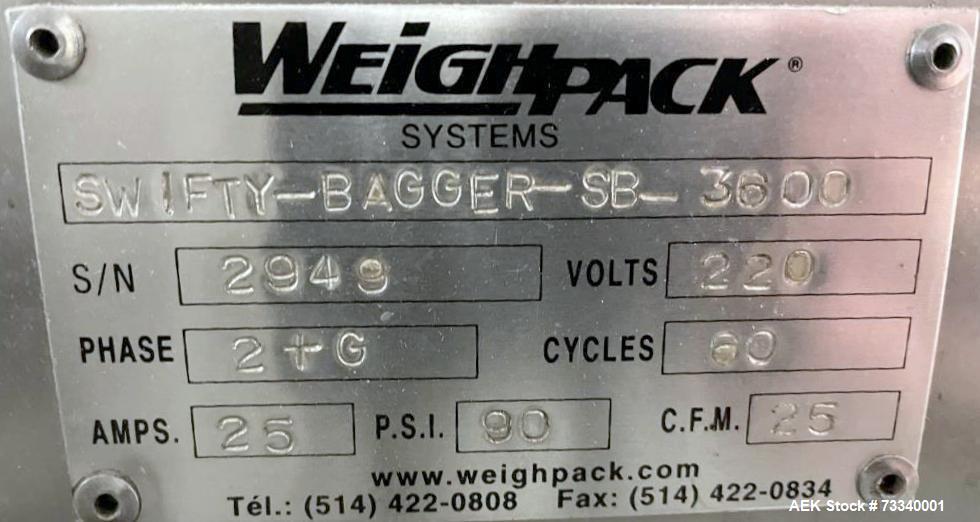 WEIGHPACK®
SYSTEMS
SWIFTY-BAGGER-SB-3600
S/N 2949 VOLTS 220
PHASE 2+G CYCLES 60
AMPS. 25 P.S.I. 90 C.F.M. 25
www.weighpack.com
Tél.: (514) 422-0808 Fax: (514) 422-0834
AEK Stock# 73340001